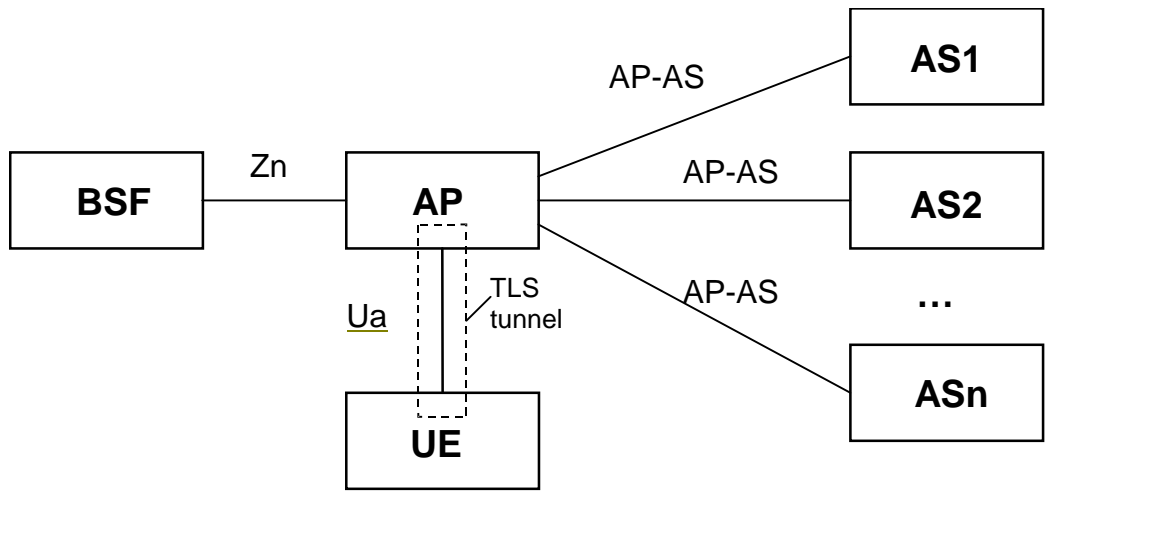 AS1
AP-AS
Zn
AP-AS
BSF
AP
AS2
TLS
tunnel
AP-AS
...
Ua
ASn
UE